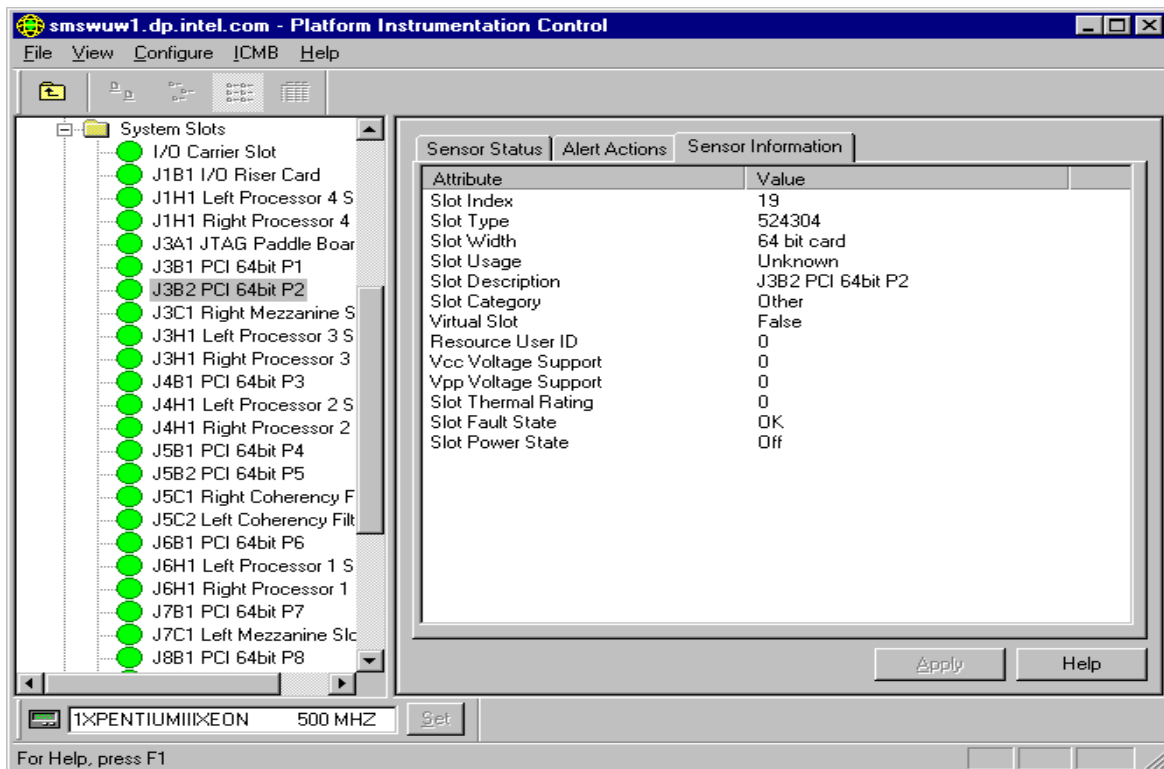 smswuw1.dp.intel.com - Platform Instrumentation Control
File View Configure ICMB Help
System Slots
I/O Carrier Slot
J1B1 I/O Riser Card
J1H1 Left Processor 4 S
J1H1 Right Processor 4
J3A1 JTAG Paddle Boar
J3B1 PCI 64bit P1
J3B2 PCI 64bit P2
J3C1 Right Mezzanine S
J3H1 Left Processor 3 S
J3H1 Right Processor 3
J4B1 PCI 64bit P3
J4H1 Left Processor 2 S
J4H1 Right Processor 2
J5B1 PCI 64bit P4
J5B2 PCI 64bit P5
J5C1 Right Coherency F
J5C2 Left Coherency Filt
J6B1 PCI 64bit P6
J6H1 Left Processor 1 S
J6H1 Right Processor 1
J7B1 PCI 64bit P7
J7C1 Left Mezzanine Slo
J8B1 PCI 64bit P8
Sensor Status Alert Actions Sensor Information
Attribute Value
Slot Index 19
Slot Type 524304
Slot Width 64 bit card
Slot Usage Unknown
Slot Description J3B2 PCI 64bit P2
Slot Category Other
Virtual Slot False
Resource User ID 0
Vcc Voltage Support 0
Vpp Voltage Support 0
Slot Thermal Rating 0
Slot Fault State OK
Slot Power State Off
Apply Help
1XPENTIUMIIIXEON 500 MHZ Set
For Help, press F1